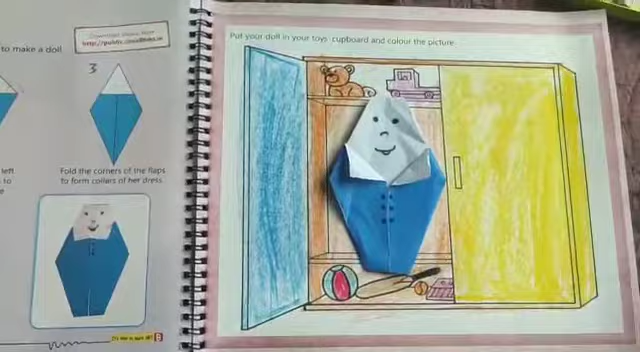 to make a doll
3
left
to
Fold the corners of the flaps
to form collers of her dress.
Put your doll in your toys cupboard and colour the picture.